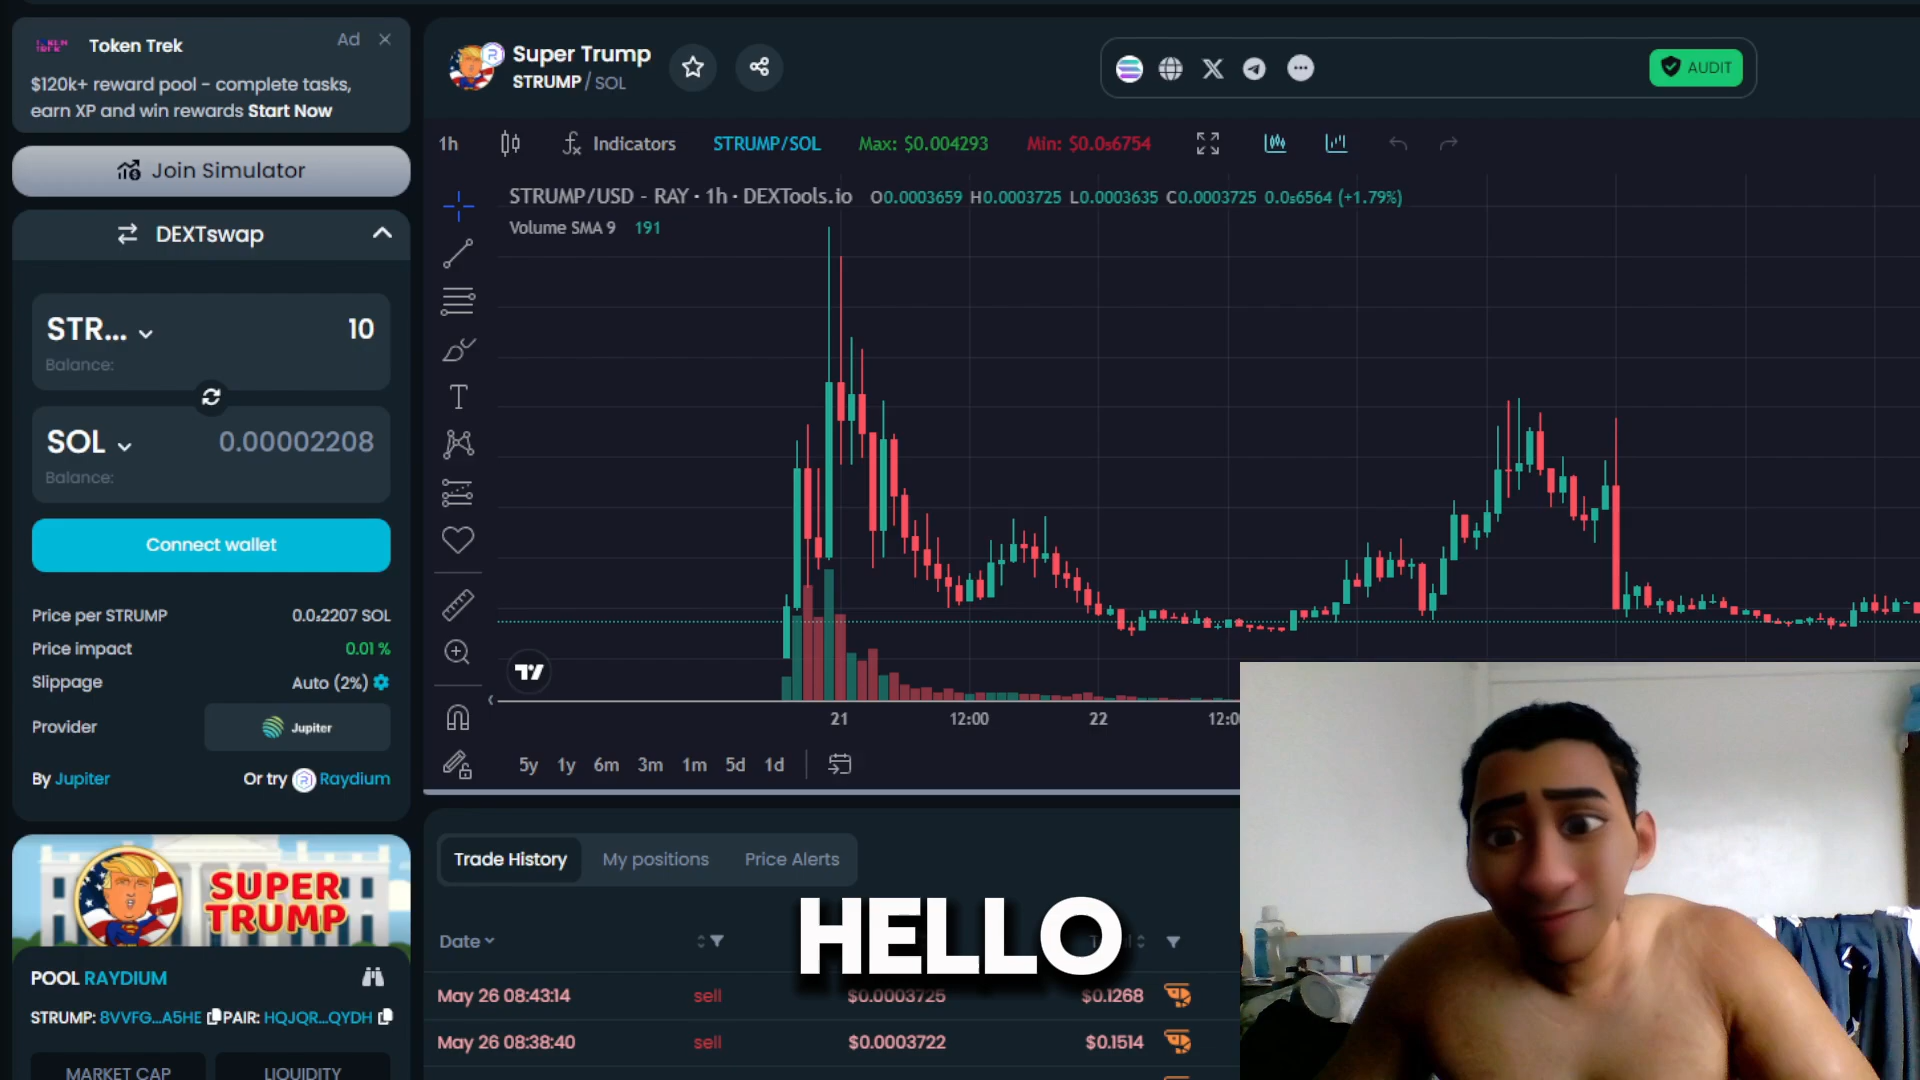 Token Trek
Ad
$120k+ reward pool - complete tasks,
earn XP and win rewards Start Now
Join Simulator
DEXTswap
STR...
10
Balance:
SOL
0.00002208
Balance:
Connect wallet
Price per STRUMP 0.0₅2207 SOL
Price impact 0.01 %
Slippage Auto (2%)
Provider Jupiter
By Jupiter Or try Raydium
SUPER
TRUMP
POOL RAYDIUM
STRUMP: 8VVFG...A5HE PAIR: HQJQR...QYDH
MARKET CAP LIQUIDITY
Super Trump
STRUMP / SOL
AUDIT
1h Indicators STRUMP/SOL Max: $0.004293 Min: $0.0₆6754
STRUMP/USD - RAY · 1h · DEXTools.io O0.0003659 H0.0003725 L0.0003635 C0.0003725 0.0₆6564 (+1.79%)
Volume SMA 9 191
21 12:00 22
5y 1y 6m 3m 1m 5d 1d
Trade History My positions Price Alerts
Date
HELLO
May 26 08:43:14 sell $0.0003725 $0.1268
May 26 08:38:40 sell $0.0003722 $0.1514